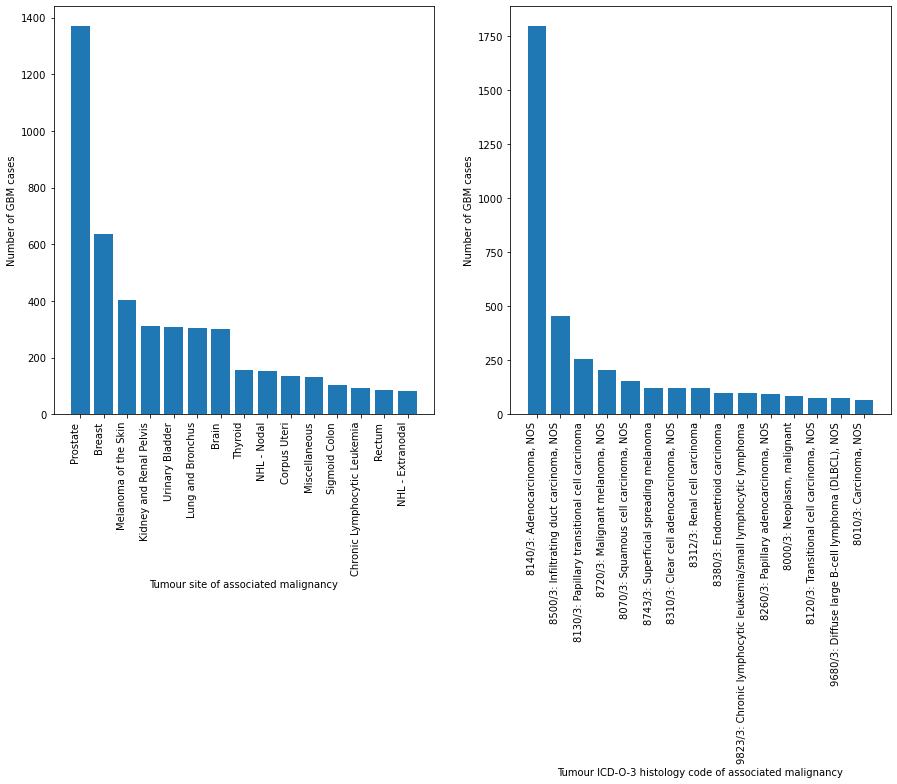 Number of GBM cases
1400
1200
1000
800
600
400
200
0
Prostate
Breast
Melanoma of the Skin
Kidney and Renal Pelvis
Urinary Bladder
Lung and Bronchus
Brain
Thyroid
NHL - Nodal
Corpus Uteri
Miscellaneous
Sigmoid Colon
Chronic Lymphocytic Leukemia
Rectum
NHL - Extranodal
Tumour site of associated malignancy
Number of GBM cases
1750
1500
1250
1000
750
500
250
0
8140/3: Adenocarcinoma, NOS
8500/3: Infiltrating duct carcinoma, NOS
8130/3: Papillary transitional cell carcinoma
8720/3: Malignant melanoma, NOS
8070/3: Squamous cell carcinoma, NOS
8743/3: Superficial spreading melanoma
8310/3: Clear cell adenocarcinoma, NOS
8312/3: Renal cell carcinoma
8380/3: Endometrioid carcinoma
9823/3: Chronic lymphocytic leukemia/small lymphocytic lymphoma
8260/3: Papillary adenocarcinoma, NOS
8000/3: Neoplasm, malignant
8120/3: Transitional cell carcinoma, NOS
9680/3: Diffuse large B-cell lymphoma (DLBCL), NOS
8010/3: Carcinoma, NOS
Tumour ICD-O-3 histology code of associated malignancy